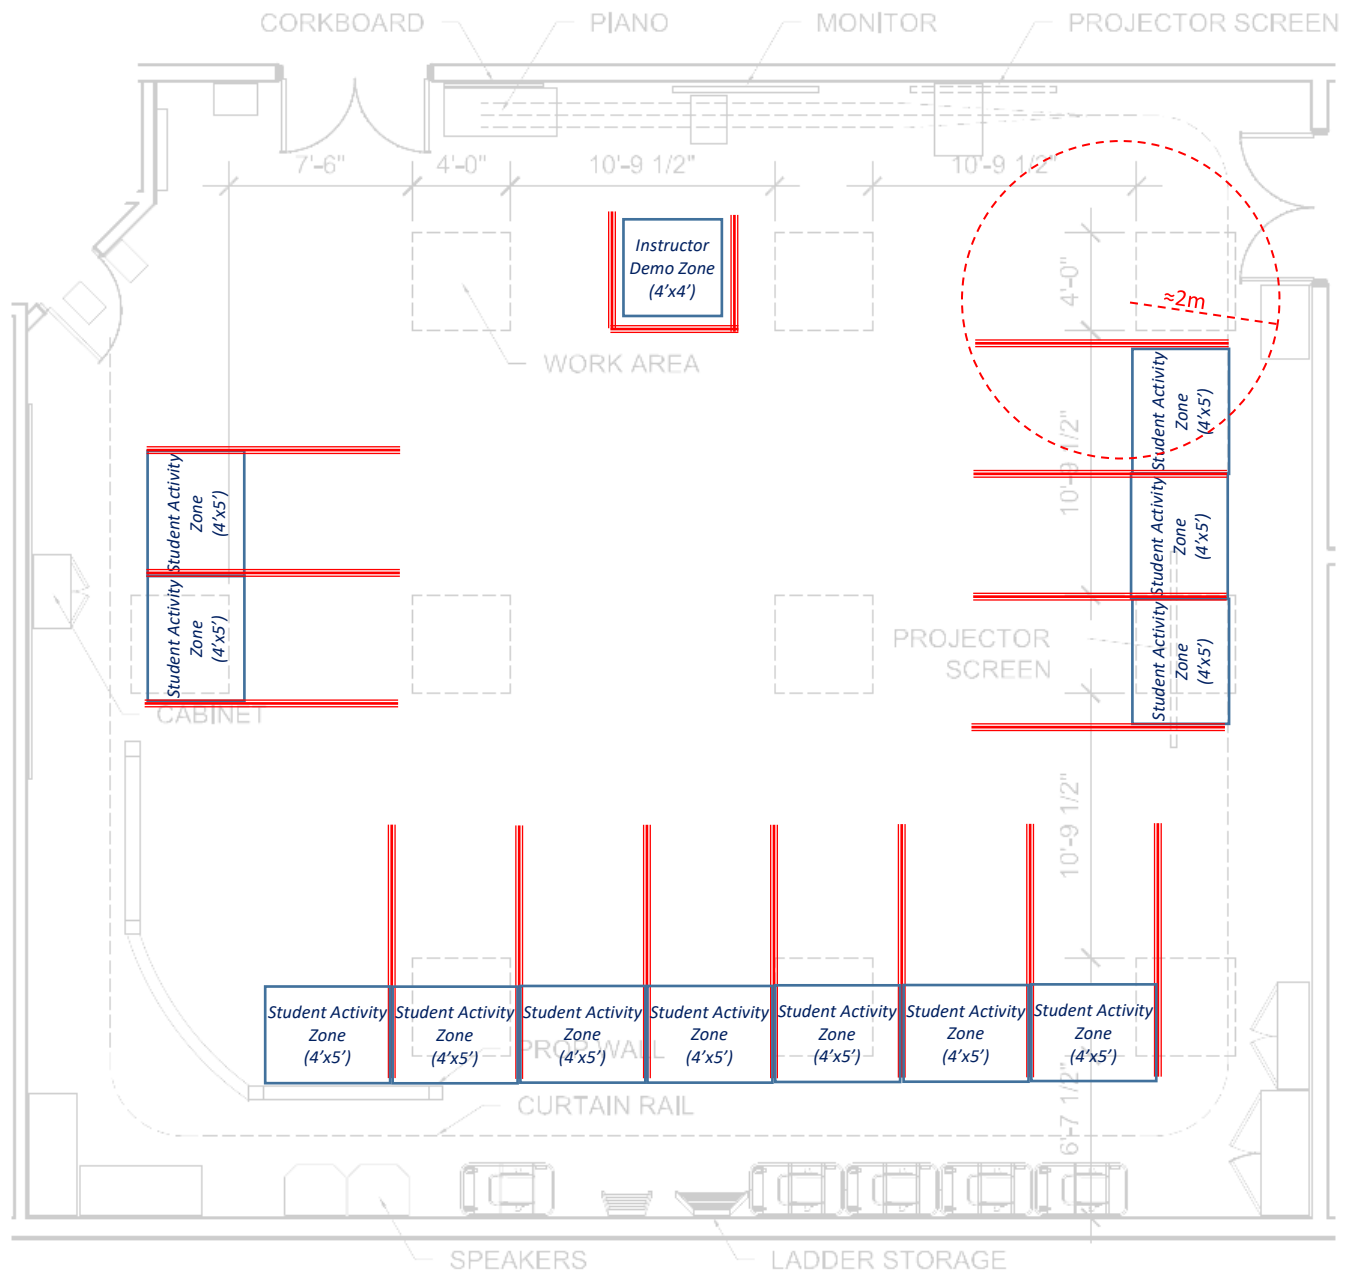 CORKBOARD
PIANO
MONITOR
PROJECTOR SCREEN
7'-6"
4'-0"
10'-9 1/2"
10'-9 1/2"
Instructor
Demo Zone
(4’x4’)
4'-0"
≈2m
WORK AREA
Student Activity
Zone
(4’x5’)
10'-9 1/2"
Student Activity
Zone
(4’x5’)
Student Activity
Zone
(4’x5’)
Student Activity
Zone
(4’x5’)
PROJECTOR
SCREEN
Student Activity
Zone
(4’x5’)
CABINET
10'-9 1/2"
Student Activity
Zone
(4’x5’)
Student Activity
Zone
(4’x5’)
Student Activity
Zone
(4’x5’)
Student Activity
Zone
(4’x5’)
Student Activity
Zone
(4’x5’)
Student Activity
Zone
(4’x5’)
Student Activity
Zone
(4’x5’)
PROP WALL
CURTAIN RAIL
6'-7 1/2"
SPEAKERS
LADDER STORAGE